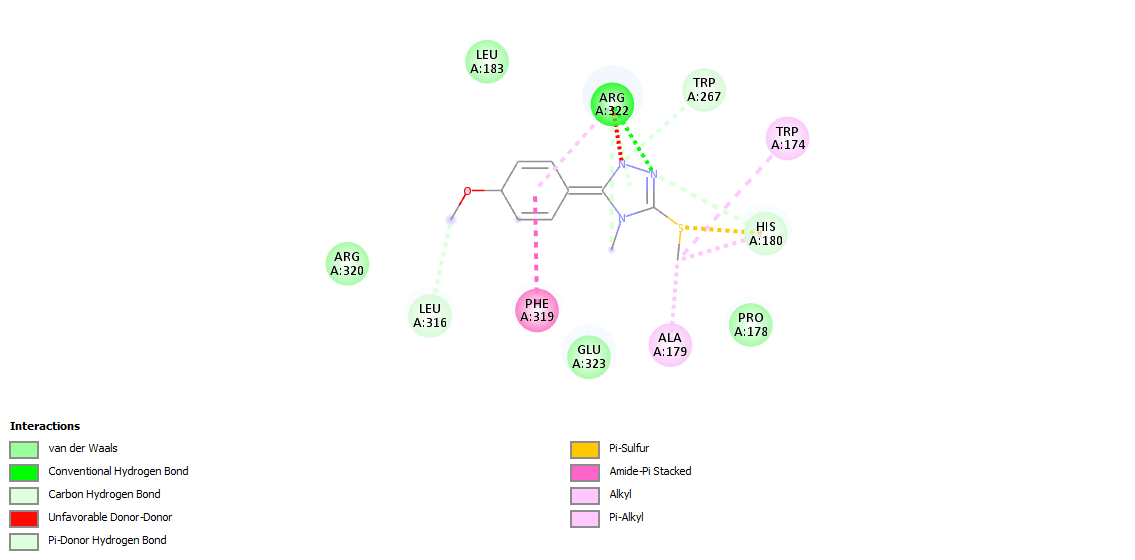 LEU
A:183
ARG
A:322
TRP
A:267
TRP
A:174
N
N
O
N
S
HIS
A:180
ARG
A:320
LEU
A:316
PHE
A:319
GLU
A:323
ALA
A:179
PRO
A:178
Interactions
van der Waals
Conventional Hydrogen Bond
Carbon Hydrogen Bond
Unfavorable Donor-Donor
Pi-Donor Hydrogen Bond
Pi-Sulfur
Amide-Pi Stacked
Alkyl
Pi-Alkyl